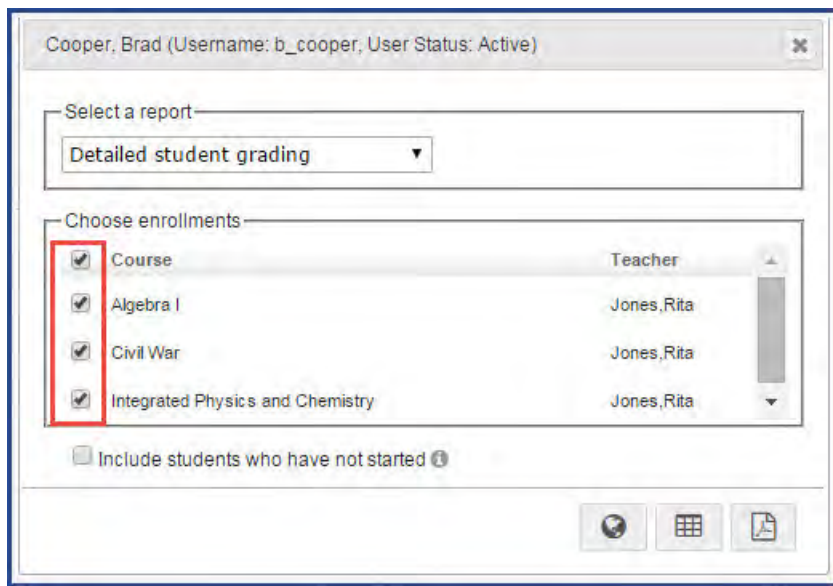 Cooper, Brad (Username: b_cooper, User Status: Active)
Select a report
Detailed student grading
Choose enrollments
Course Teacher
Algebra I Jones,Rita
Civil War Jones,Rita
Integrated Physics and Chemistry Jones,Rita
Include students who have not started